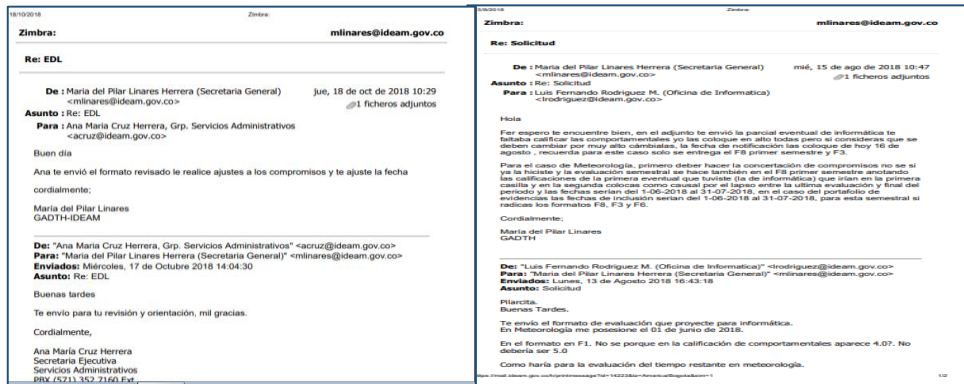 18/10/2018 Zimbra:
Zimbra: mlinares@ideam.gov.co
Re: EDL
De : Maria del Pilar Linares Herrera (Secretaria General) jue, 18 de oct de 2018 10:29
<mlinares@ideam.gov.co> 1 ficheros adjuntos
Asunto : Re: EDL
Para : Ana Maria Cruz Herrera, Grp. Servicios Administrativos
<acruz@ideam.gov.co>
Buen día
Ana te envió el formato revisado le realice ajustes a los compromisos y te ajuste la fecha
cordialmente;
María del Pilar Linares
GADTH-IDEAM
De: "Ana Maria Cruz Herrera, Grp. Servicios Administrativos" <acruz@ideam.gov.co>
Para: "Maria del Pilar Linares Herrera (Secretaria General)" <mlinares@ideam.gov.co>
Enviados: Miércoles, 17 de Octubre 2018 14:04:30
Asunto: Re: EDL
Buenas tardes
Te envío para tu revisión y orientación, mil gracias.
Cordialmente,
Ana María Cruz Herrera
Secretaria Ejecutiva
Servicios Administrativos
PBX (571) 352 7160 Ext.
Zimbra:
Zimbra: mlinares@ideam.gov.co
Re: Solicitud
De : Maria del Pilar Linares Herrera (Secretaria General) mié, 15 de ago de 2018 10:47
<mlinares@ideam.gov.co> 1 ficheros adjuntos
Asunto : Re: Solicitud
Para : Luis Fernando Rodriguez M. (Oficina de Informatica)
<lrodriguez@ideam.gov.co>
Hola
Fer espero te encuentre bien, en el adjunto te envió la parcial eventual de informática te
faltaba calificar las comportamentales yo las coloque en alto todas pero si consideras que se
deben cambiar por muy alto cámbialas, la fecha de notificación las coloque de hoy 16 de
agosto , recuerda para este caso solo se entrega el F8 primer semestre y F3.
Para el caso de Meteorología, primero deber hacer la concertación de compromisos no se si
ya la hiciste y la evaluación semestral se hace también en el F8 primer semestre anotando
las calificaciones de la primera eventual que tuviste (la de informática) que irían en la primera
casilla y en la segunda colocas como causal por el lapso entre la ultima evaluación y final del
periodo y las fechas serian del 1-06-2018 al 31-07-2018, en el caso del portafolio de
evidencias las fechas de inclusión serian del 1-06-2018 al 31-07-2018, para esta semestral si
radicas los formatos F8, F3 y F6.
Cordialmente;
Maria del Pilar Linares
GADTH
De: "Luis Fernando Rodriguez M. (Oficina de Informatica)" <lrodriguez@ideam.gov.co>
Para: "Maria del Pilar Linares Herrera (Secretaria General)" <mlinares@ideam.gov.co>
Enviados: Lunes, 13 de Agosto 2018 16:43:18
Asunto: Solicitud
Pilarcita.
Buenas Tardes.
Te envío el formato de evaluación que proyecte para informática.
En Meteorología me posesione el 01 de junio de 2018.
En el formato en F1. No se porque en la calificación de comportamentales aparece 4.0?. No
debería ser 5.0
Como haría para la evaluación del tiempo restante en meteorología.
1/2